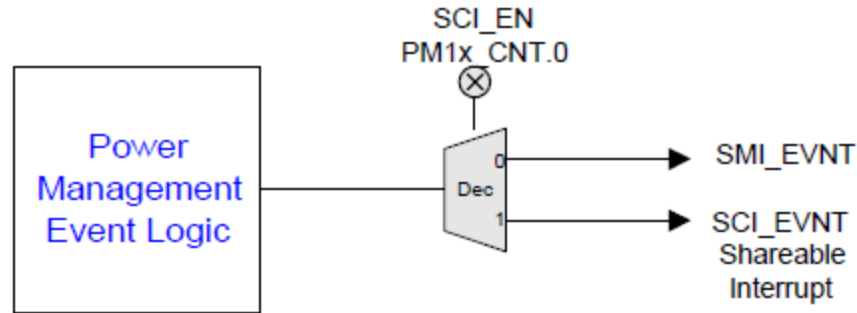 SCI_EN
PM1x_CNT.0
Power
Management
Event Logic
Dec
0
1
SMI_EVNT
SCI_EVNT
Shareable
Interrupt